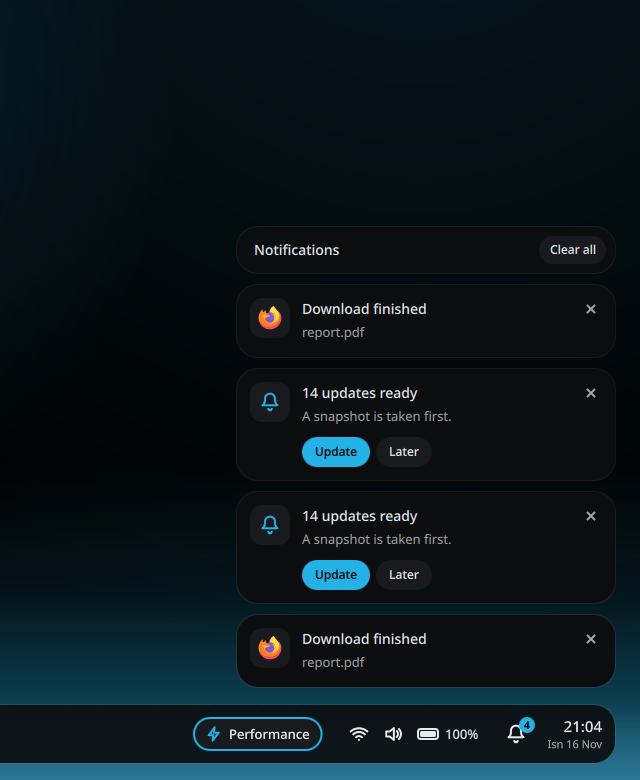 Notifications
Clear all
Download finished
report.pdf
14 updates ready
A snapshot is taken first.
Update Later
14 updates ready
A snapshot is taken first.
Update Later
Download finished
report.pdf
Performance
100%
4
21:04
Isn 16 Nov